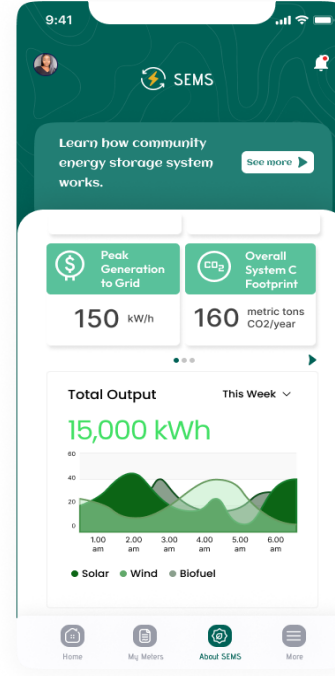 9:41
SEMS
Learn how community
energy storage system
works.
See more
Peak
Generation
to Grid
Overall
System C
Footprint
CO2
150 kW/h
160 metric tons
CO2/year
Total Output
This Week
15,000 kWh
60
40
20
0
1.00
am
2.00
am
3.00
am
4.00
am
5.00
am
6.00
am
Solar
Wind
Biofuel
Home
My Meters
About SEMS
More